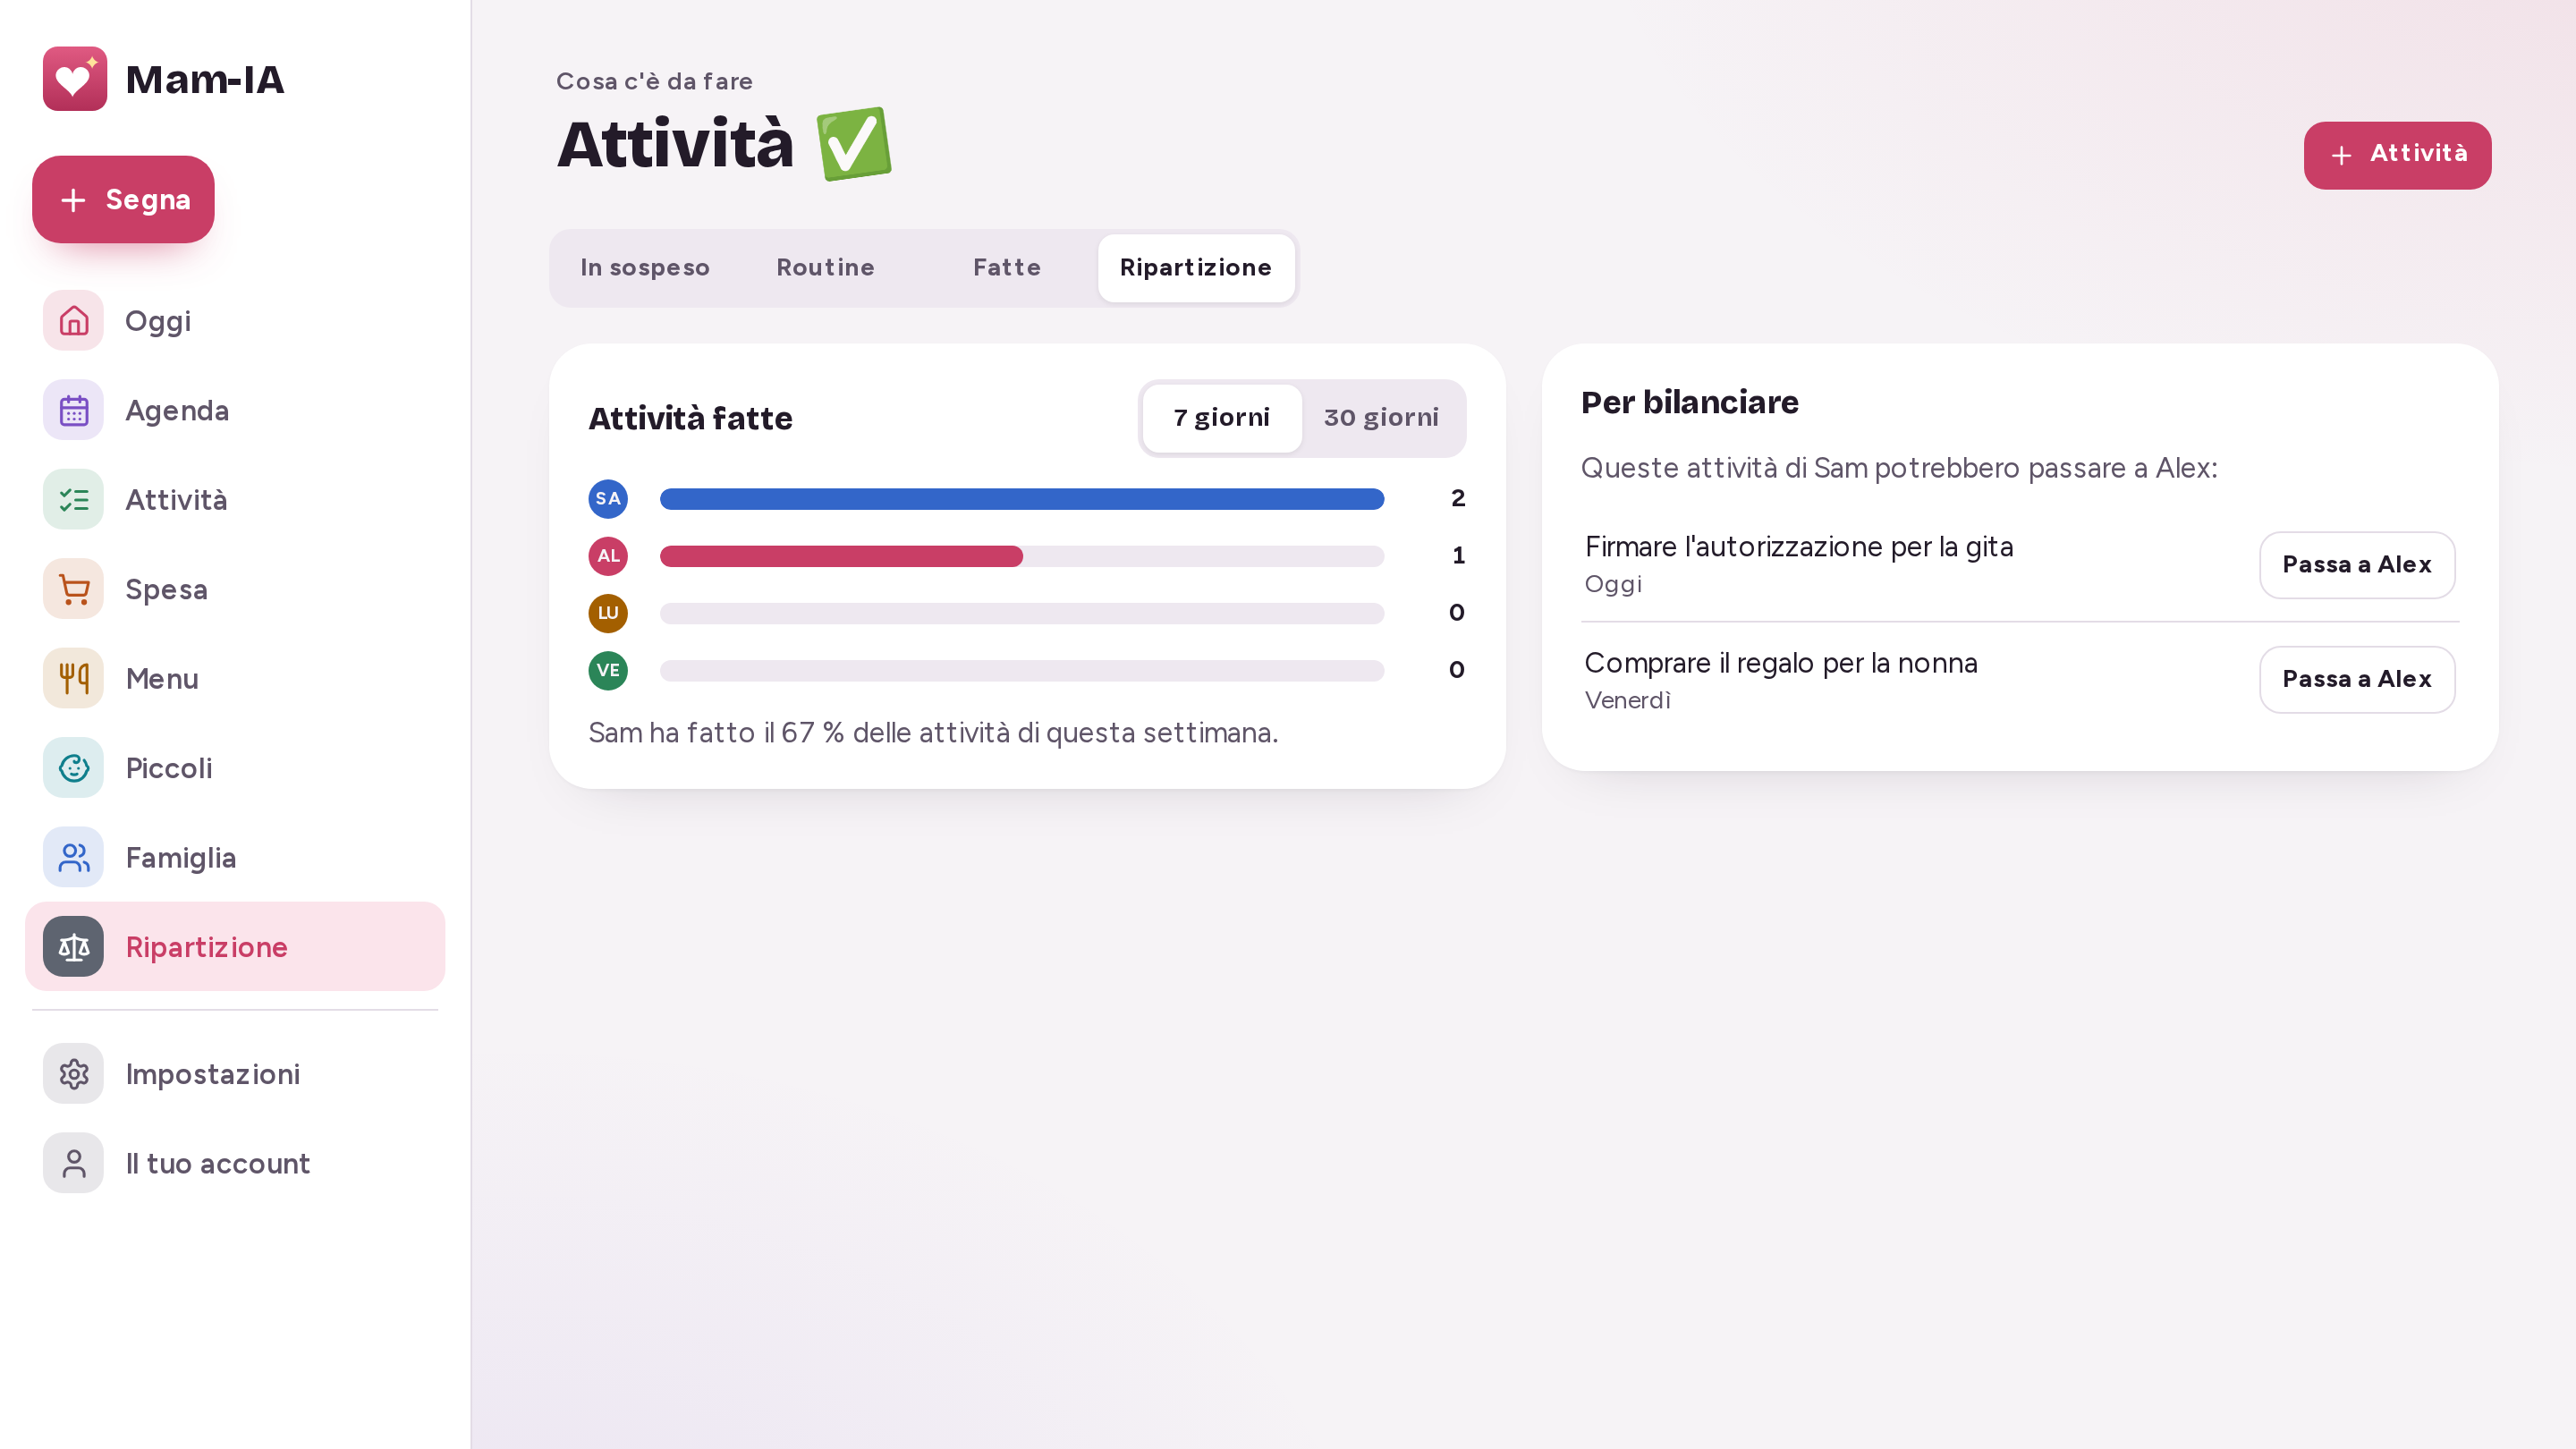 Mam-IA
Segna
Oggi
Agenda
Attività
Spesa
Menu
Piccoli
Famiglia
Ripartizione
Impostazioni
Il tuo account
Cosa c'è da fare
Attività ✅
Attività
In sospeso
Routine
Fatte
Ripartizione
Attività fatte
7 giorni
30 giorni
SA
2
AL
1
LU
0
VE
0
Sam ha fatto il 67 % delle attività di questa settimana.
Per bilanciare
Queste attività di Sam potrebbero passare a Alex:
Firmare l'autorizzazione per la gita
Oggi
Passa a Alex
Comprare il regalo per la nonna
Venerdì
Passa a Alex